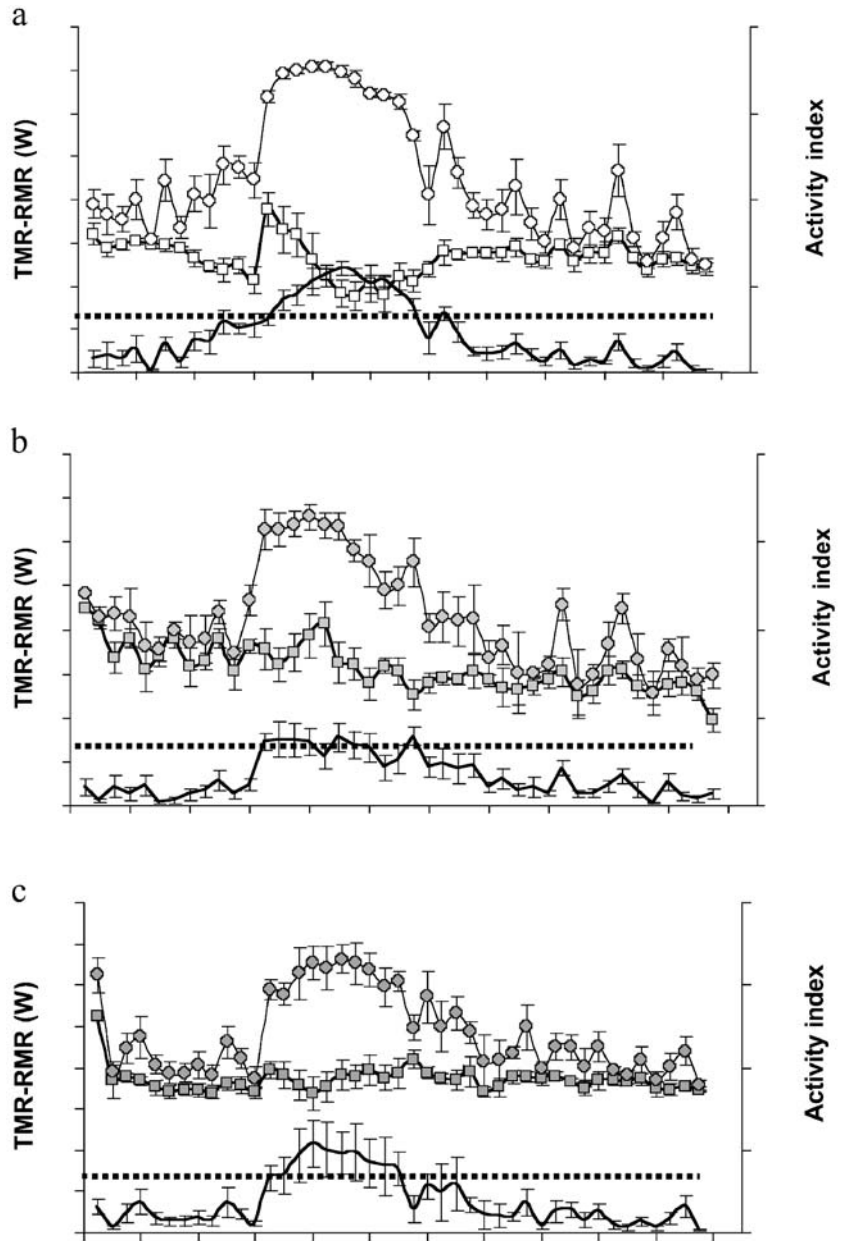 a
TMR-RMR (W)
Activity index
b
TMR-RMR (W)
Activity index
c
TMR-RMR (W)
Activity index